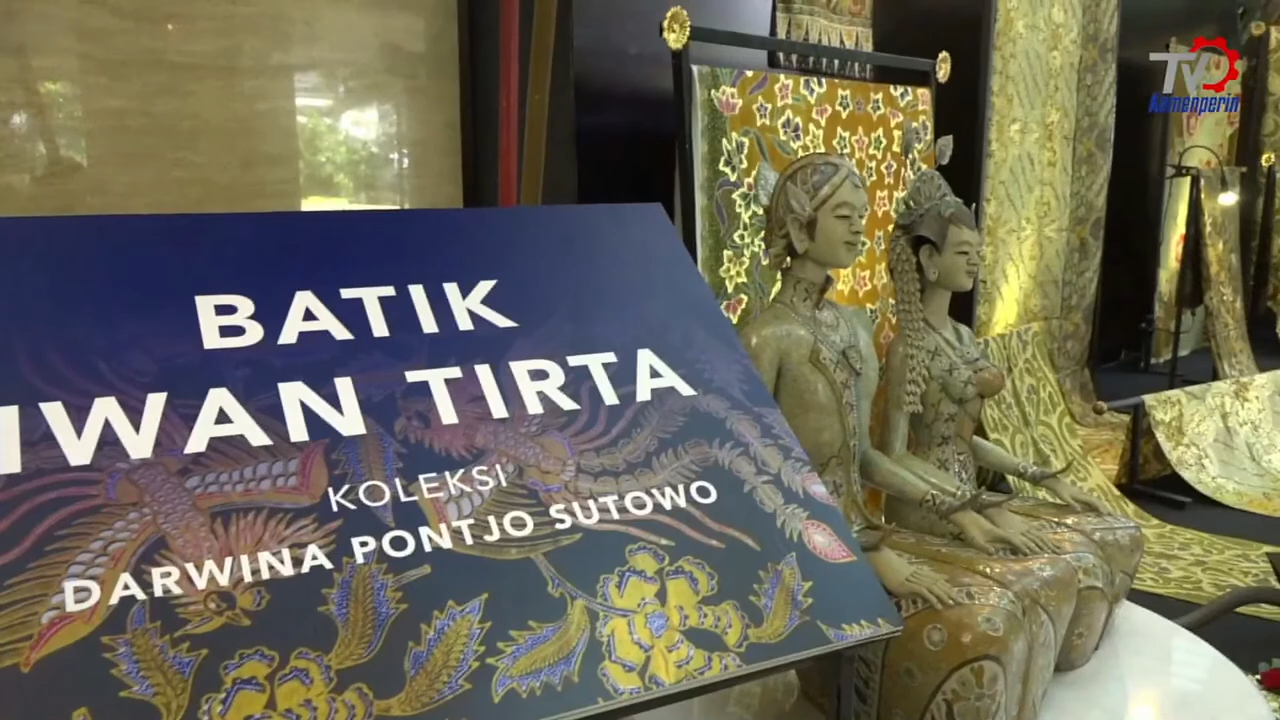 TV
Kemenperin
BATIK
IWAN TIRTA
KOLEKSI
DARWINA PONTJO SUTOWO